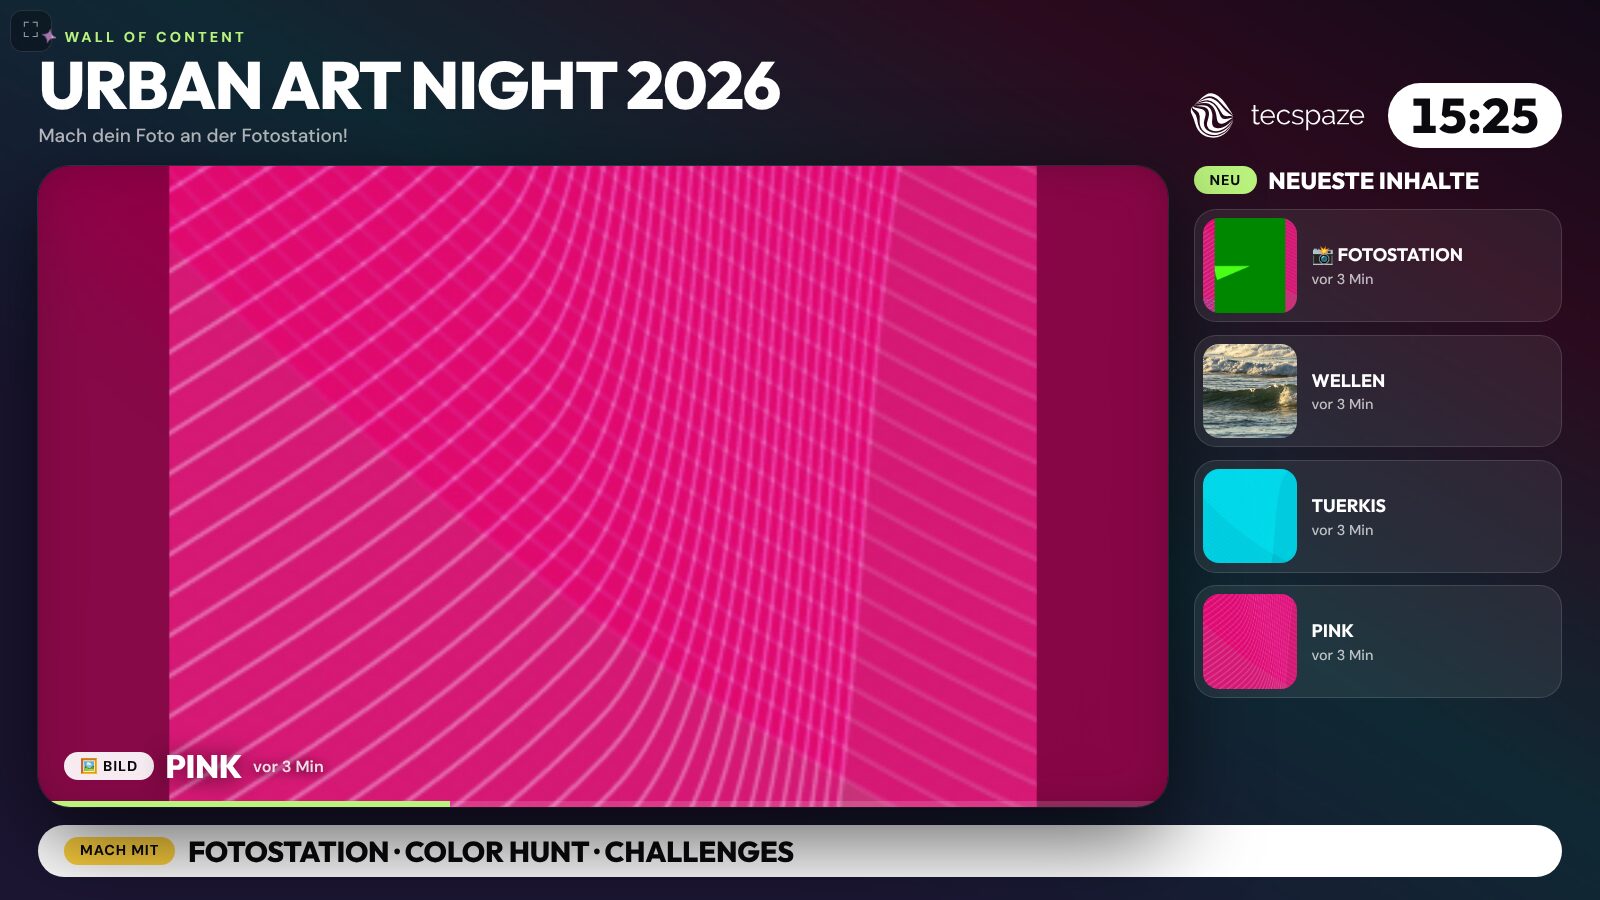 WALL OF CONTENT
URBAN ART NIGHT 2026
Mach dein Foto an der Fotostation!
tecspaze
15:25
NEU NEUESTE INHALTE
📸 FOTOSTATION
vor 3 Min
WELLEN
vor 3 Min
TUERKIS
vor 3 Min
PINK
vor 3 Min
🖼️ BILD PINK vor 3 Min
MACH MIT FOTOSTATION · COLOR HUNT · CHALLENGES